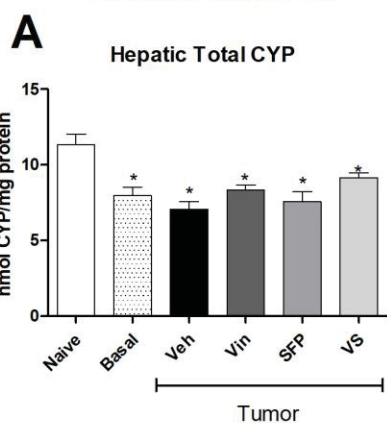 A
Hepatic Total CYP
nmol CYP/mg protein
15
10
5
0
* * * * *
Naive Basal Veh Vin SFP VS
Tumor